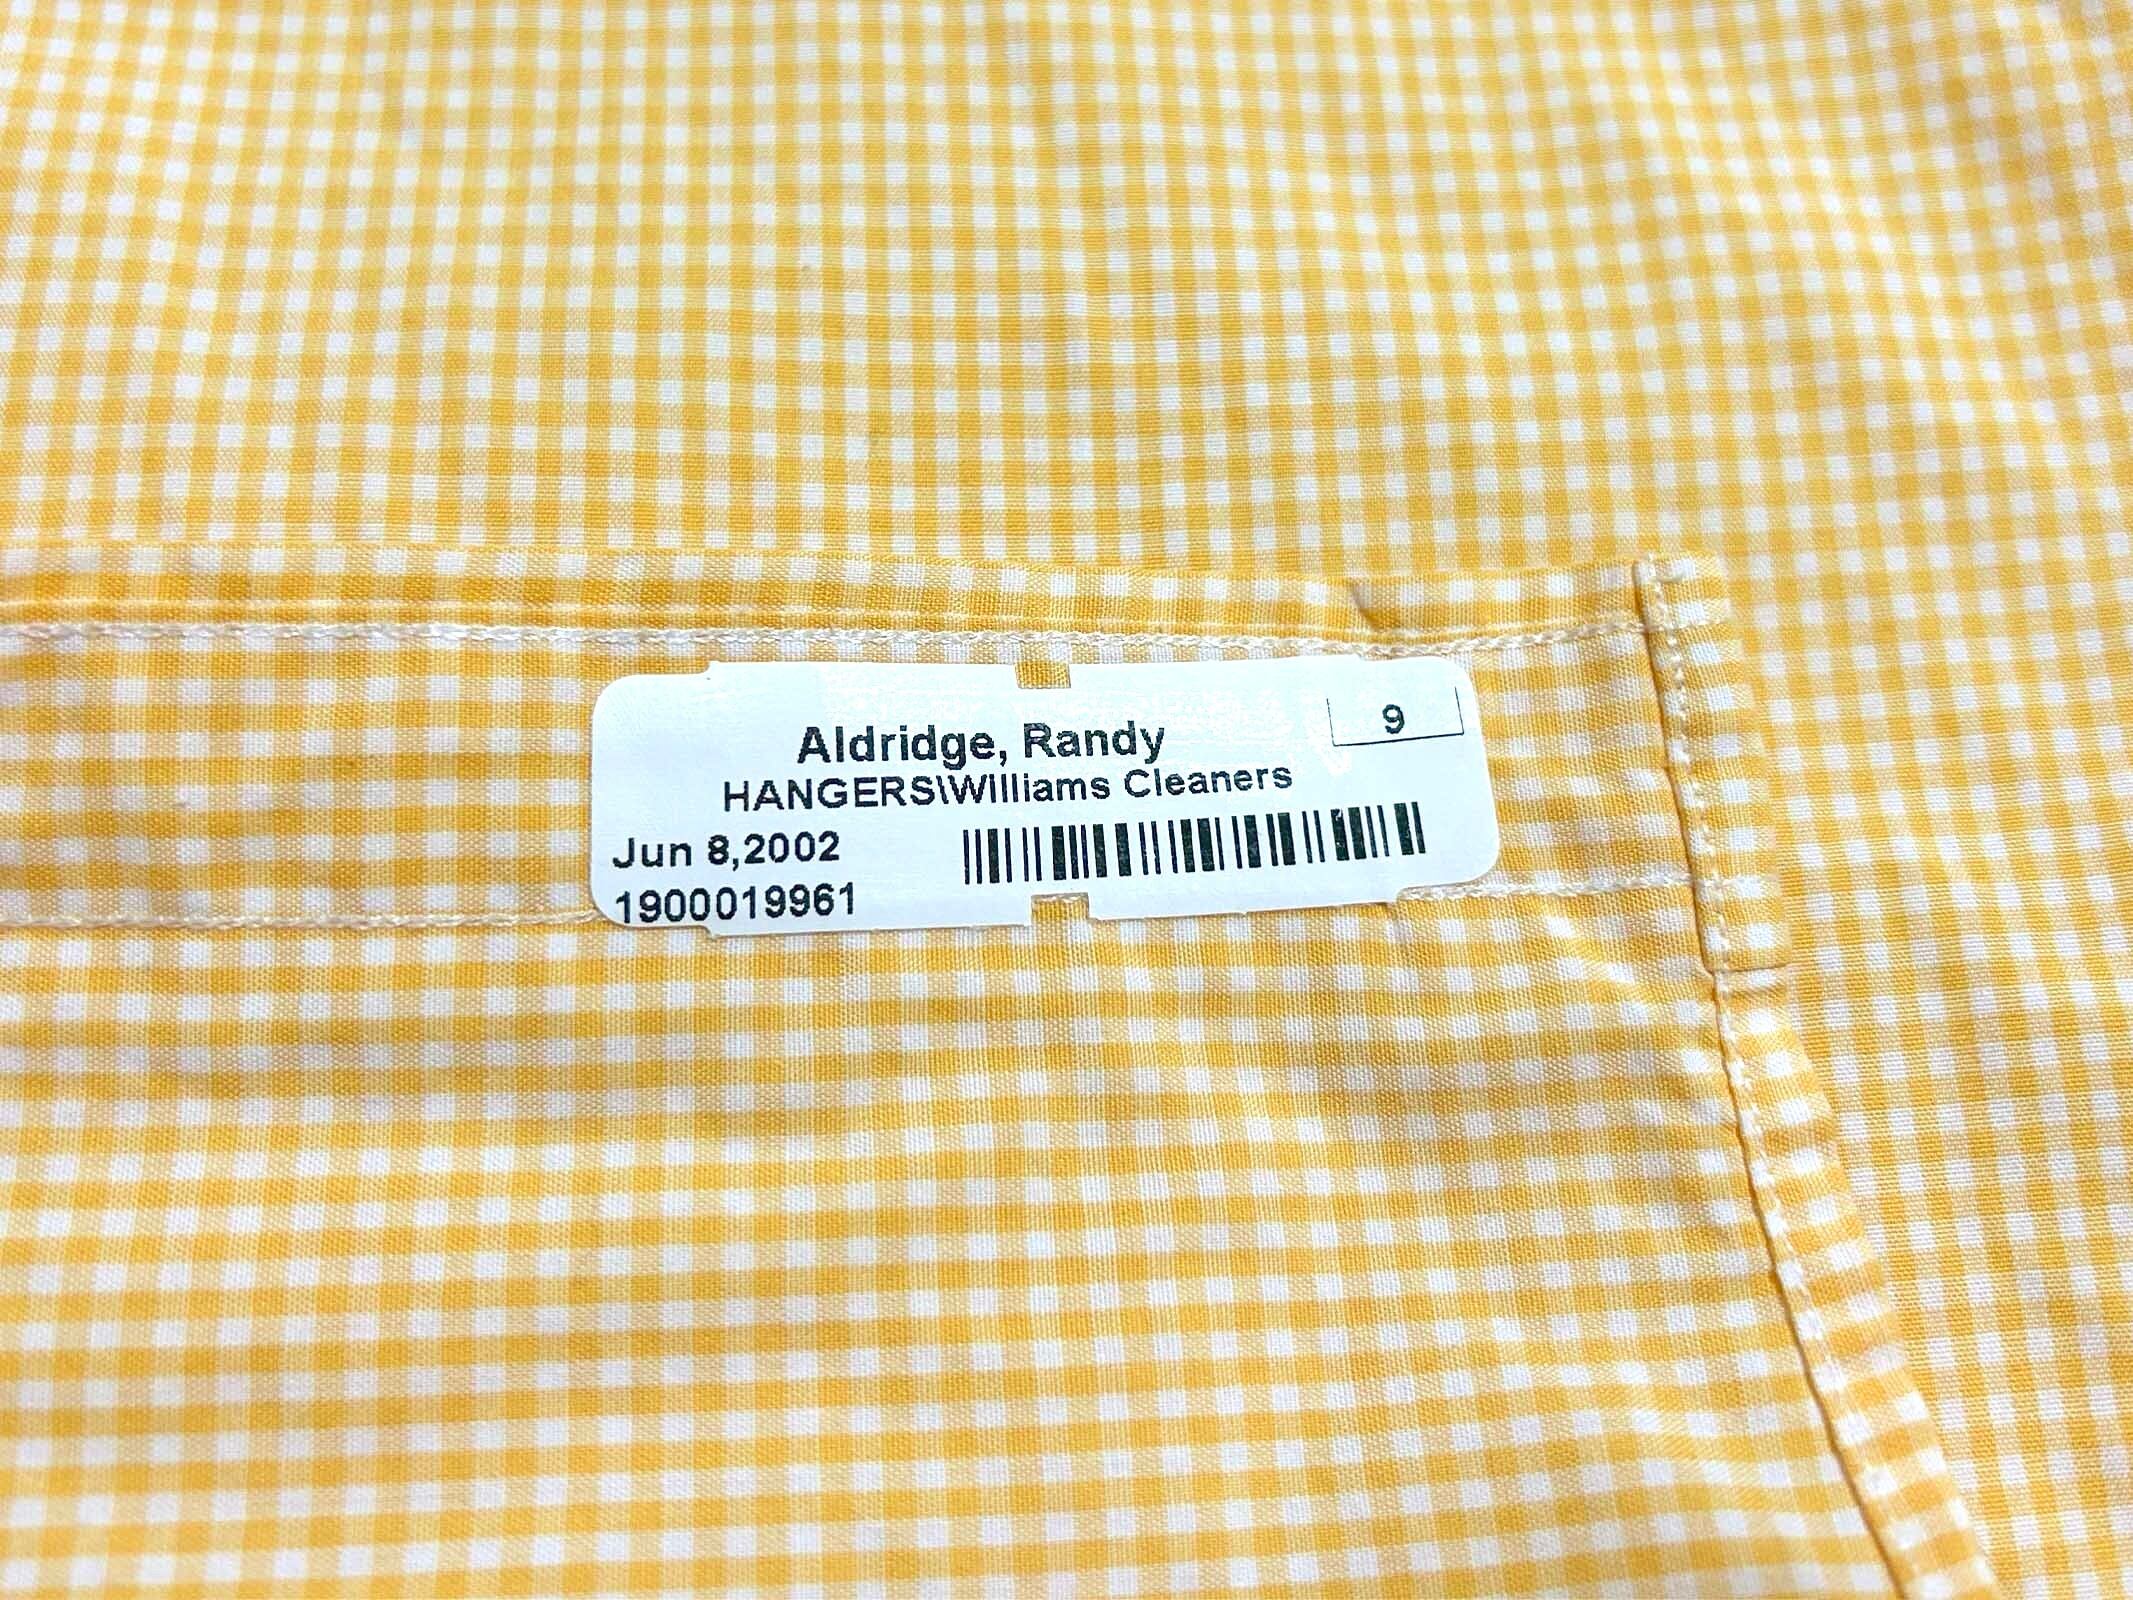 9
Aldridge, Randy
HANGERS\Williams Cleaners
Jun 8,2002
1900019961